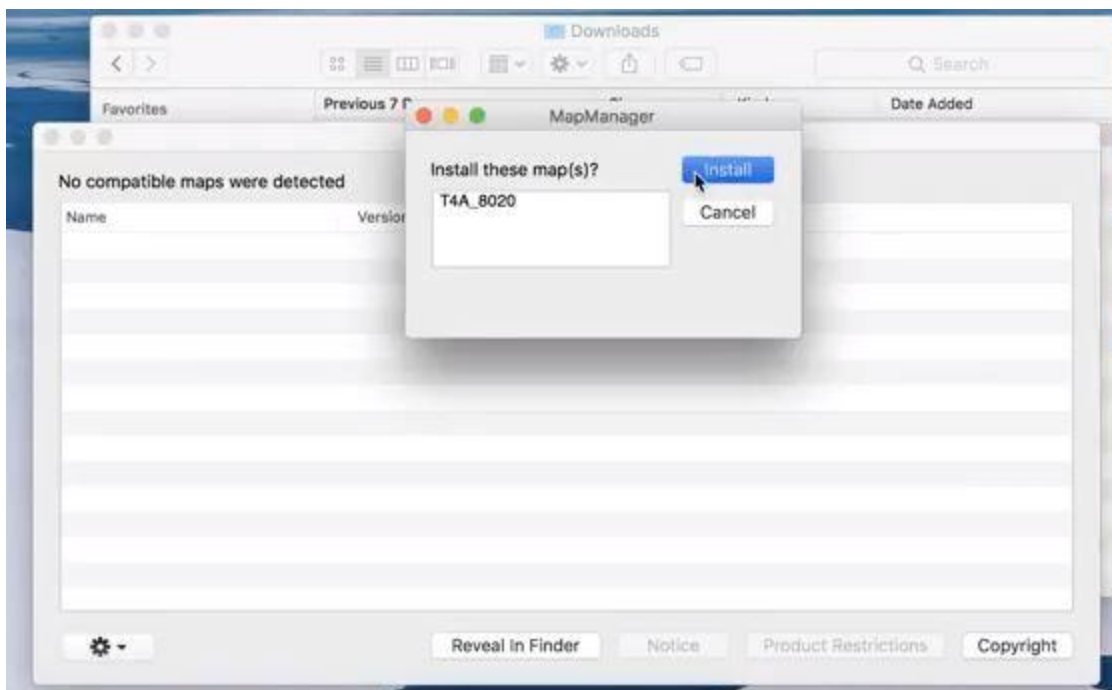 Downloads
Search
Favorites
Previous 7 D
Date Added
MapManager
Install these map(s)?
Install
T4A_8020
Cancel
No compatible maps were detected
Name
Version
Reveal In Finder
Notice
Product Restrictions
Copyright